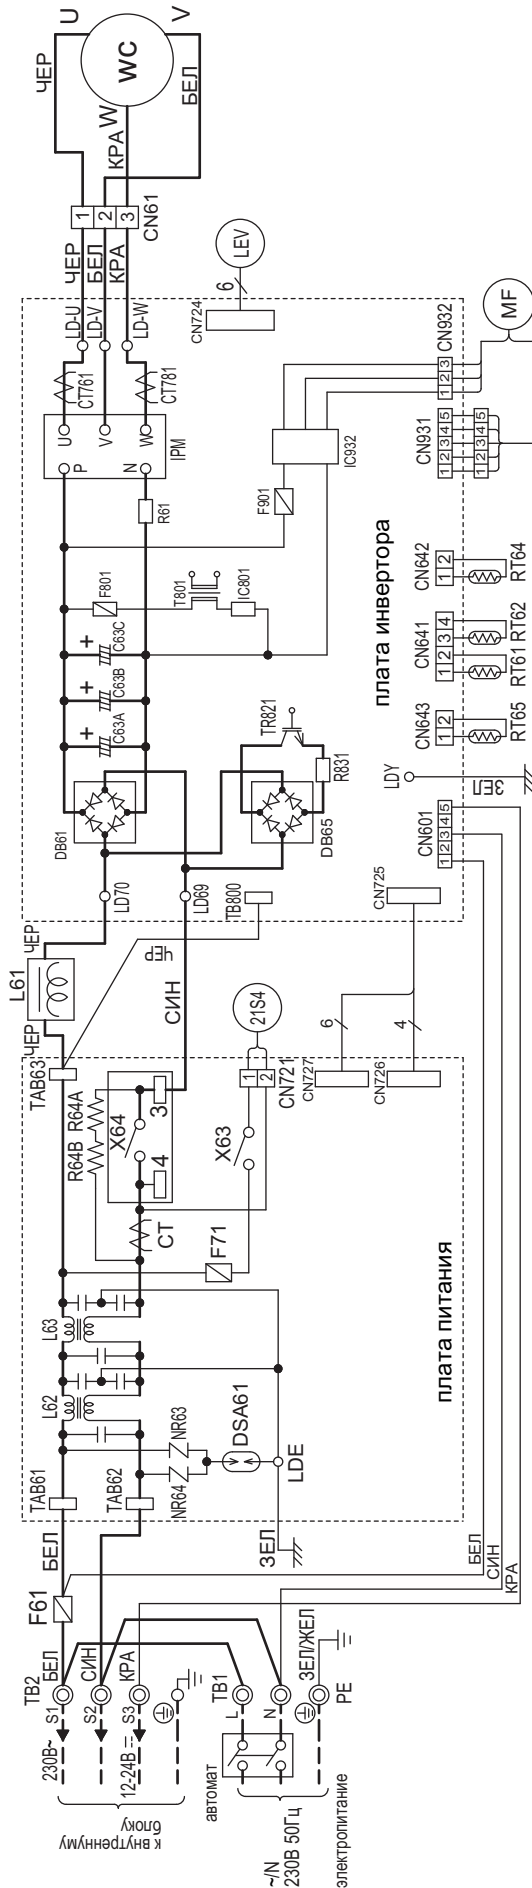 U
V
WC
W
ЧЕР
БЕЛ
КРА
1
2
3
CN61
ЧЕР
БЕЛ
КРА
LD-U
LD-V
LD-W
CT761
CT781
U
V
W
P
N
IPM
R61
LEV
6
CN724
MF
CN932
1 2 3
CN931
1 2 3 4 5
1 2 3 4 5
IC932
F901
F801
T801
IC801
C63C
C63B
C63A
+
+
+
DB61
TR821
R831
DB65
плата инвертора
CN642
1 2
RT64
CN641
1 2 3 4
RT61
RT62
CN643
1 2
RT65
LDY
ЗЕЛ
CN601
1 2 3 4 5
LD70
LD69
TB800
CN725
ЧЕР
L61
ЧЕР
ЧЕР
СИН
TAB63
R64B
R64A
X64
3
4
X63
21S4
1
2
CN721
CN727
CN726
6
4
CT
F71
L63
L62
плата питания
NR63
NR64
DSA61
LDE
ЗЕЛ
TAB61
TAB62
БЕЛ
F61
БЕЛ
СИН
КРА
TB2
БЕЛ
СИН
КРА
S1
S2
S3
230В~
12-24В
к внутреннуму
блоку
TB1
L
N
PE
ЗЕЛ/ЖЕЛ
автомат
~/N
230В 50Гц
электропитание